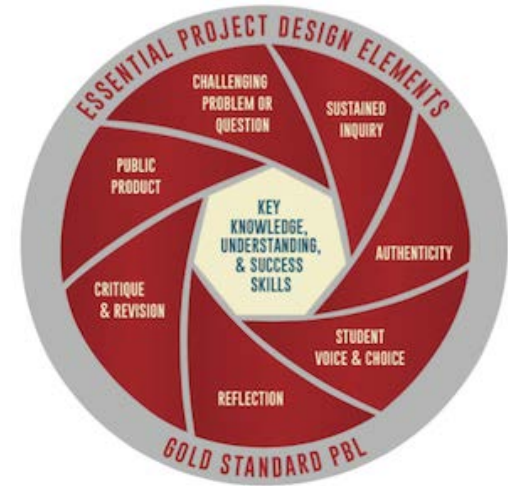 ESSENTIAL PROJECT DESIGN ELEMENTS
CHALLENGING
PROBLEM OR
QUESTION
SUSTAINED
INQUIRY
AUTHENTICITY
STUDENT
VOICE & CHOICE
REFLECTION
CRITIQUE
& REVISION
PUBLIC
PRODUCT
KEY
KNOWLEDGE,
UNDERSTANDING,
& SUCCESS
SKILLS
GOLD STANDARD PBL